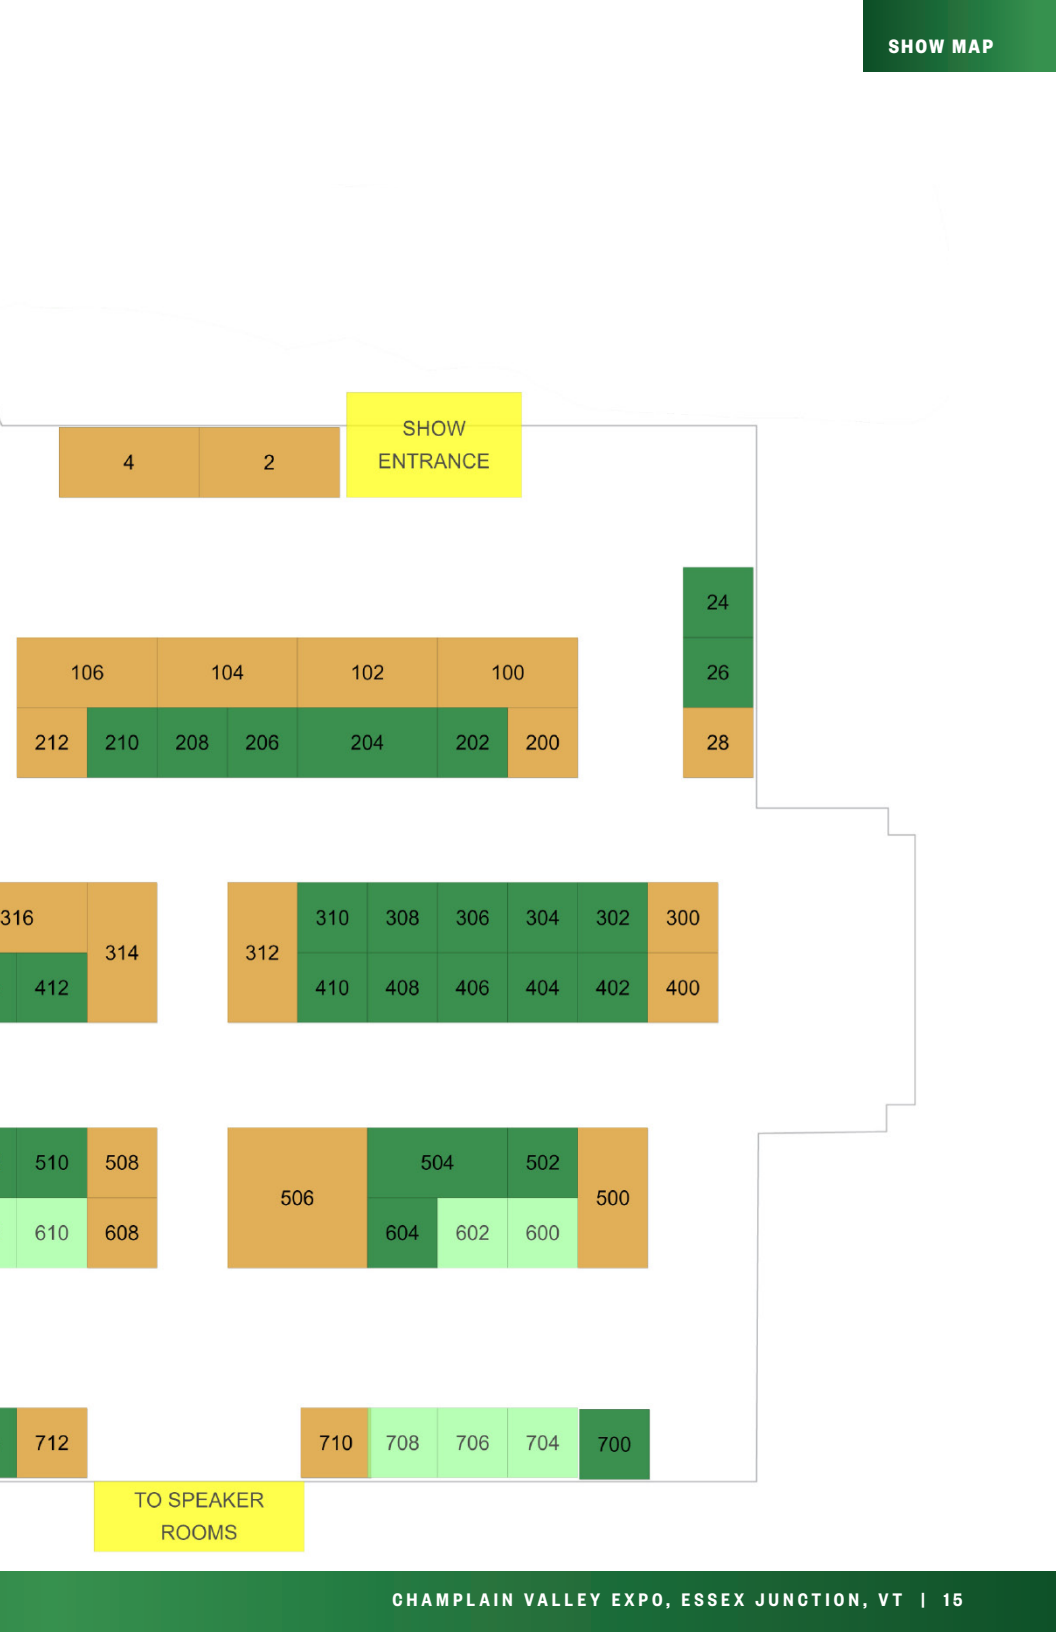 SHOW MAP
SHOW
ENTRANCE
4 2
24
26
28
106 104 102 100
212 210 208 206 204 202 200
316 314
412
312 310 308 306 304 302 300
410 408 406 404 402 400
510 508
610 608
506 504 502 500
604 602 600
712
710 708 706 704 700
TO SPEAKER
ROOMS
CHAMPLAIN VALLEY EXPO, ESSEX JUNCTION, VT | 15